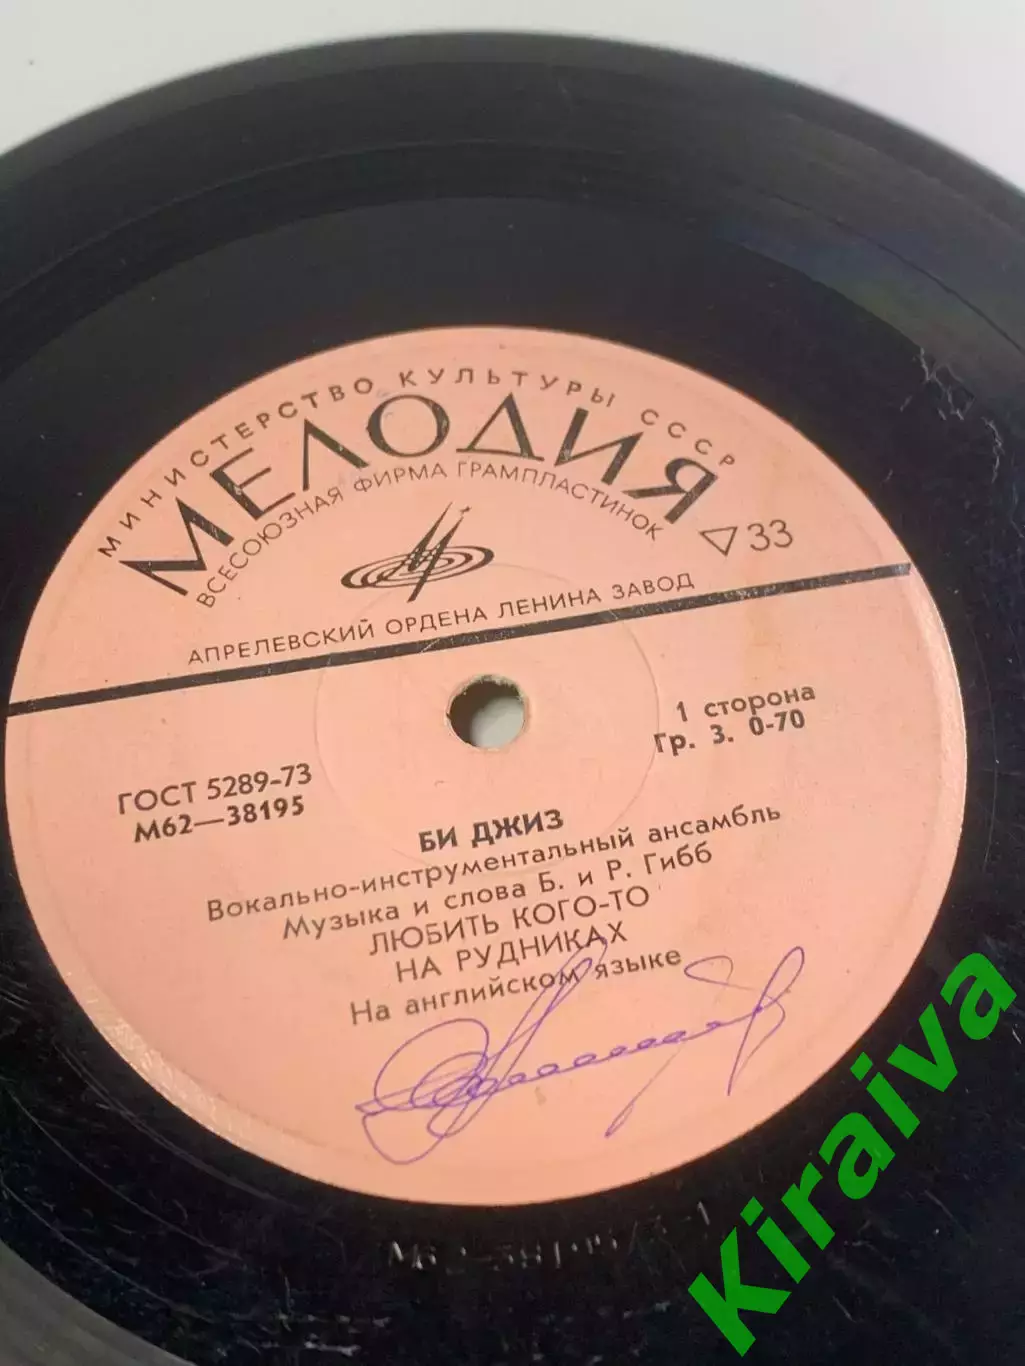 МИНИСТЕРСТВО КУЛЬТУРЫ СССР
МЕЛОДИЯ
ВСЕСОЮЗНАЯ ФИРМА ГРАМПЛАСТИНОК
33
АПРЕЛЕВСКИЙ ОРДЕНА ЛЕНИНА ЗАВОД
1 сторона
Гр. 3. 0-70
ГОСТ 5289-73
М62—38195
БИ ДЖИЗ
Вокально-инструментальный ансамбль
Музыка и слова Б. и Р. Гибб
ЛЮБИТЬ КОГО-ТО
НА РУДНИКАХ
На английском языке
Kiraiva